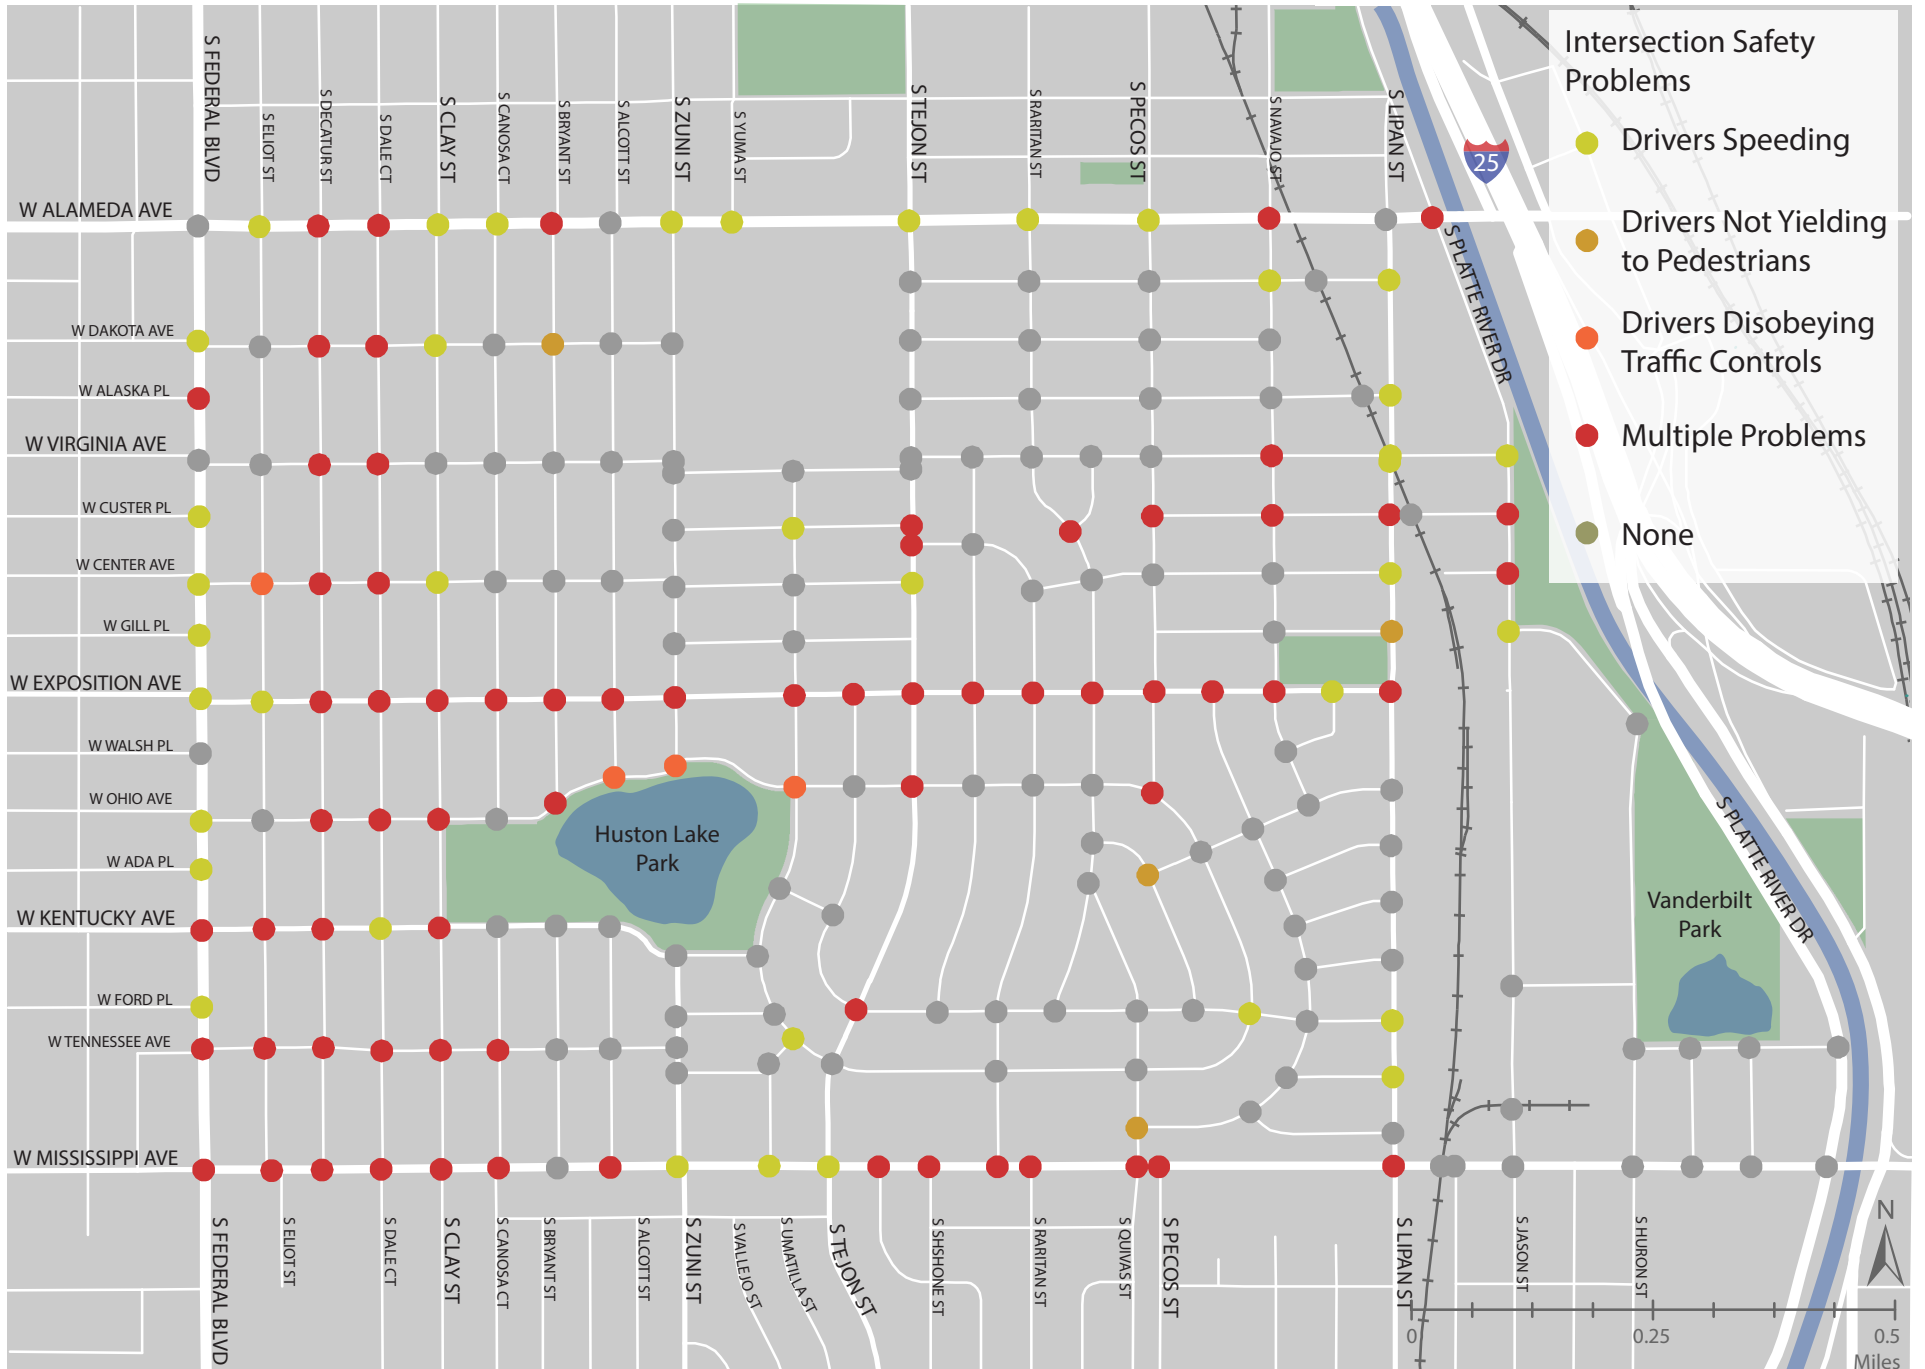 Intersection Safety
Problems
Drivers Speeding
Drivers Not Yielding
to Pedestrians
Drivers Disobeying
Traffic Controls
Multiple Problems
None
25
S FEDERAL BLVD
S ELIOT ST
S DECATUR ST
S DALE CT
S CLAY ST
S CANOSA CT
S BRYANT ST
S ALCOTT ST
S ZUNI ST
S YUMA ST
S TEJON ST
S RARITAN ST
S PECOS ST
S NAVAJO ST
S LIPAN ST
W ALAMEDA AVE
S PLATTE RIVER DR
W DAKOTA AVE
W ALASKA PL
W VIRGINIA AVE
W CUSTER PL
W CENTER AVE
W GILL PL
W EXPOSITION AVE
W WALSH PL
W OHIO AVE
W ADA PL
W KENTUCKY AVE
W FORD PL
W TENNESSEE AVE
W MISSISSIPPI AVE
Huston Lake
Park
S PLATTE RIVER DR
Vanderbilt
Park
S FEDERAL BLVD
S ELIOT ST
S DALE CT
S CLAY ST
S CANOSA CT
S BRYANT ST
S ALCOTT ST
S ZUNI ST
S VALLEJO ST
S UMATILLA ST
S TEJON ST
S SHSHONE ST
S RARITAN ST
S QUIVAS ST
S PECOS ST
S LIPAN ST
S JASON ST
S HURON ST
N
0
0.25
0.5
Miles